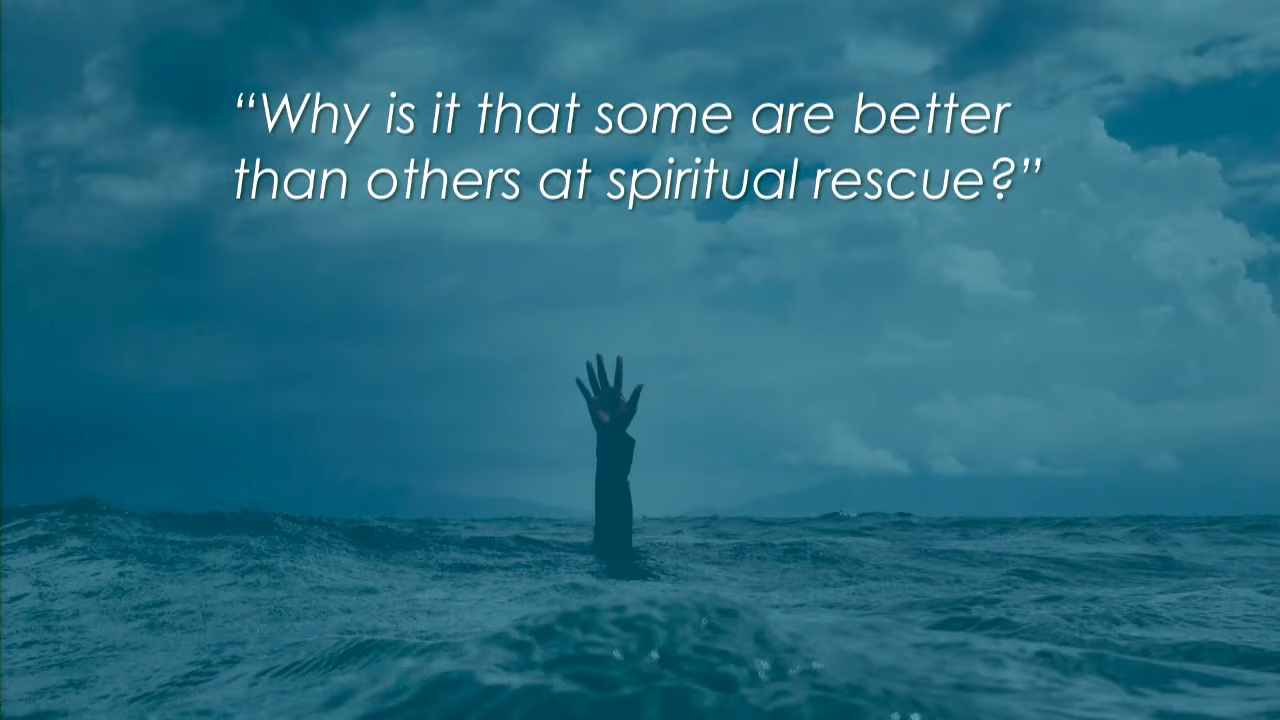 “Why is it that some are better
than others at spiritual rescue?”